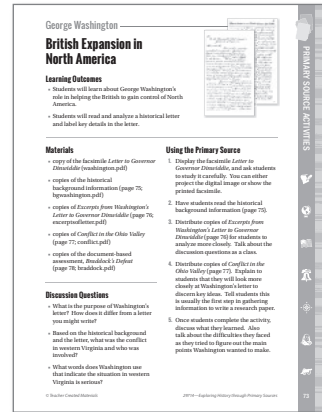 George Washington
British Expansion in
North America
Learning Outcomes
• Students will learn about George Washington's
role in helping the British to gain control of North
America.
• Students will read and analyze a historical letter
and label key details in the letter.
Materials
• copy of the facsimile Letter to Governor
Dinwiddie (washington.pdf)
• copies of the historical
background information (page 75;
bgwashington.pdf)
• copies of Excerpts from Washington's
Letter to Governor Dinwiddie (page 76;
excerptsofletter.pdf)
• copies of Conflict in the Ohio Valley
(page 77; conflict.pdf)
• copies of the document-based
assessment, Braddock's Defeat
(page 78; braddock.pdf)
Discussion Questions
• What is the purpose of Washington's
letter? How does it differ from a letter
you might write?
• Based on the historical background
and the letter, what was the conflict
in western Virginia and who was
involved?
• What words does Washington use
that indicate the situation in western
Virginia is serious?
Using the Primary Source
1. Display the facsimile Letter to
Governor Dinwiddie, and ask students
to study it carefully. You can either
project the digital image or show the
printed facsimile.
2. Have students read the historical
background information (page 75).
3. Distribute copies of Excerpts from
Washington's Letter to Governor
Dinwiddie (page 76) for students to
analyze more closely. Talk about the
discussion questions as a class.
4. Distribute copies of Conflict in the
Ohio Valley (page 77). Explain to
students that they will look more
closely at Washington's letter to
discern key ideas. Tell students this
is usually the first step in gathering
information to write a research paper.
5. Once students complete the activity,
discuss what they learned. Also
talk about the difficulties they faced
as they tried to figure out the main
points Washington wanted to make.
PRIMARY SOURCE ACTIVITIES
© Teacher Created Materials
Exploring History through Primary Sources
73